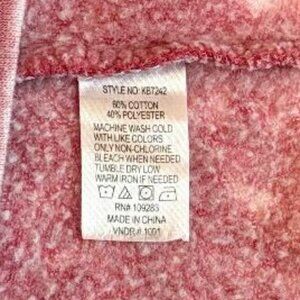 STYLE NO: KB7242
60% COTTON
40% POLYESTER
MACHINE WASH COLD
WITH LIKE COLORS
ONLY NON-CHLORINE
BLEACH WHEN NEEDED
TUMBLE DRY LOW
WARM IRON IF NEEDED
RN# 109283
MADE IN CHINA
VNDR # 1001